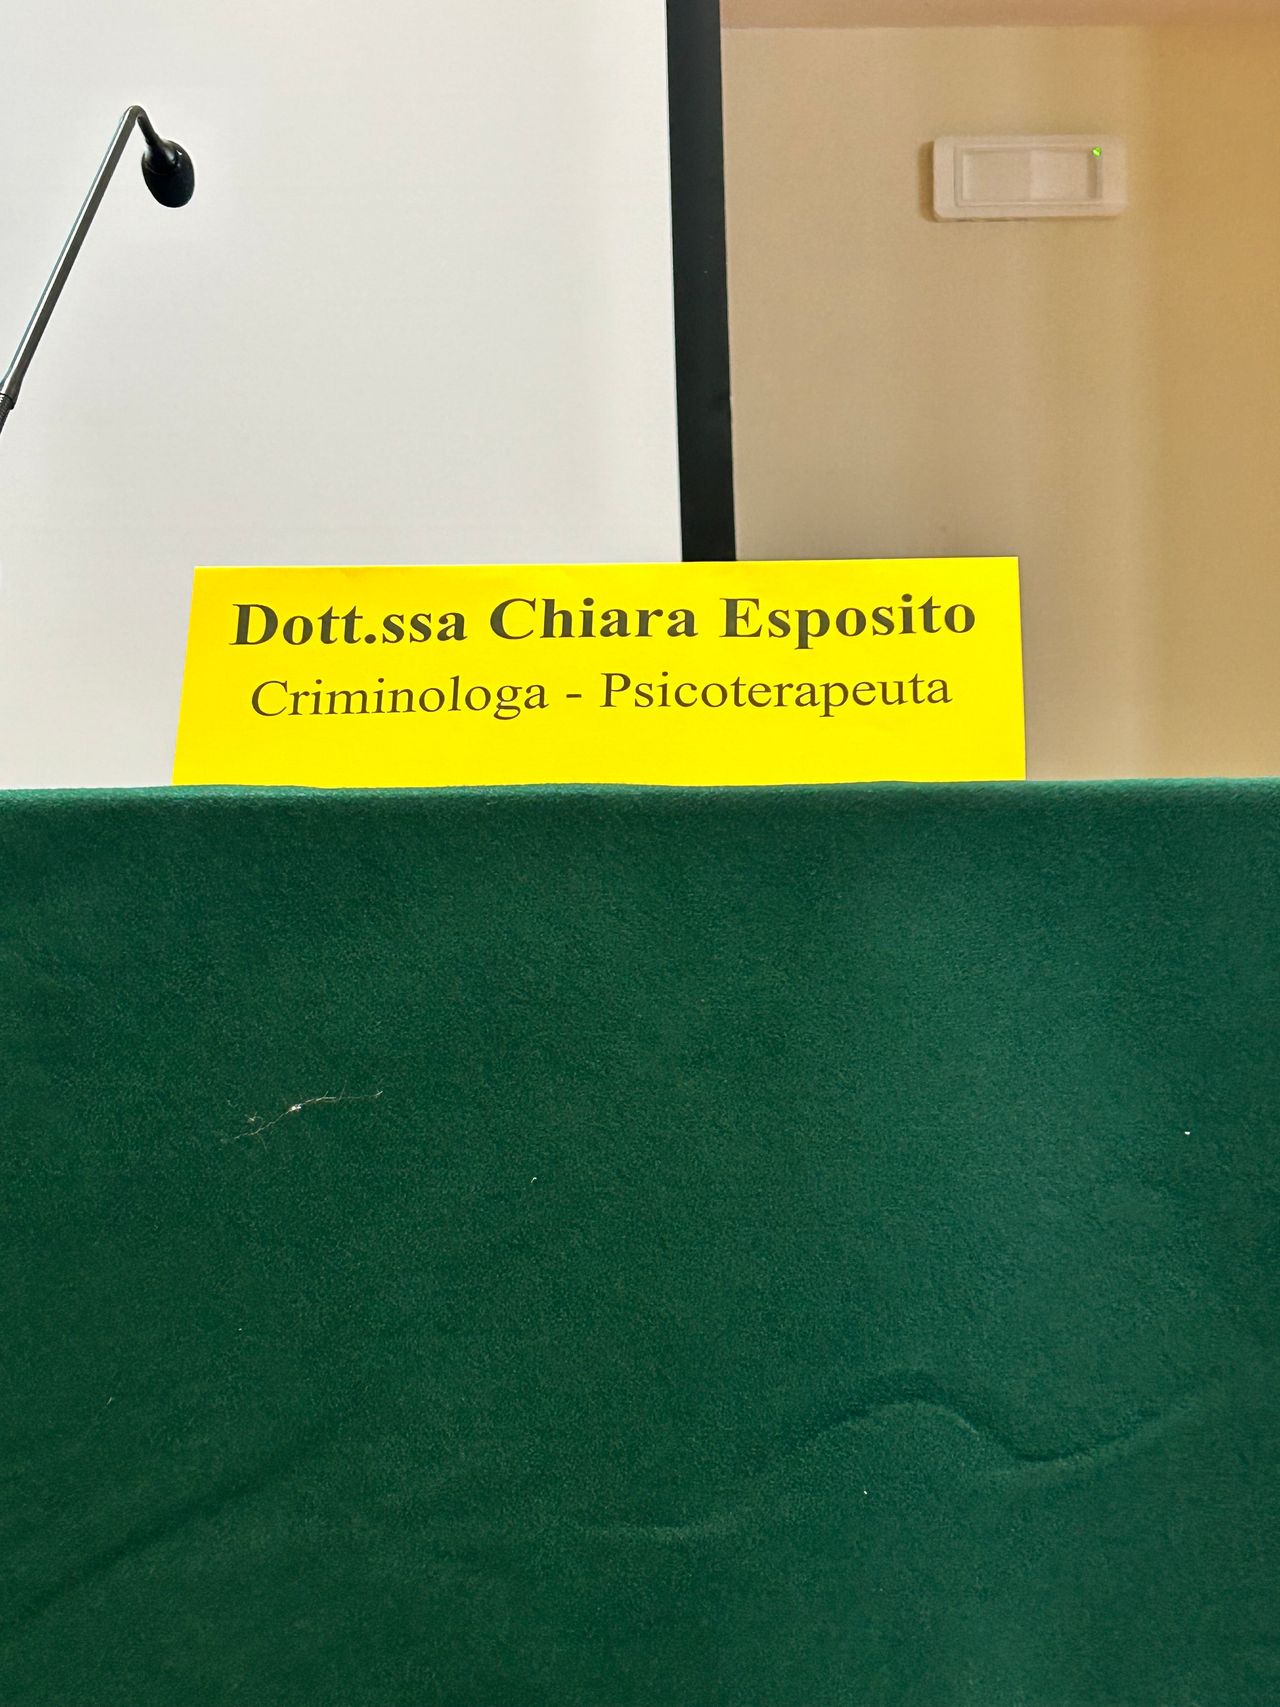 Dott.ssa Chiara Esposito
Criminologa - Psicoterapeuta